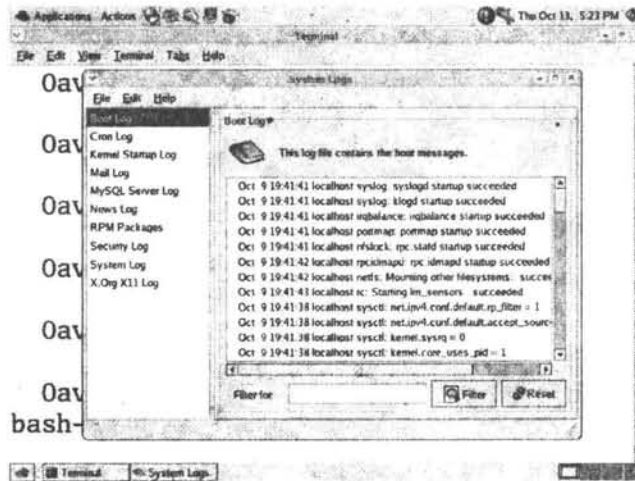 Applications Actions Thu Oct 13, 5:23 PM
Terminal
File Edit View Terminal Tabs Help
0av
System Logs
File Edit Help
0av
0av
0av
0av
0av
bash-
Boot Log
Cron Log
Kernel Startup Log
Mail Log
MySQL Server Log
News Log
RPM Packages
Security Log
System Log
X.Org X11 Log
Boot Log
This log file contains the boot messages.
Oct 9 19:41:41 localhost syslog: syslogd startup succeeded
Oct 9 19:41:41 localhost syslog: klogd startup succeeded
Oct 9 19:41:41 localhost irqbalance: irqbalance startup succeeded
Oct 9 19:41:41 localhost portmap: portmap startup succeeded
Oct 9 19:41:41 localhost nfslock: rpc.statd startup succeeded
Oct 9 19:41:42 localhost rpcidmapd: rpc.idmapd startup succeeded
Oct 9 19:41:42 localhost netfs: Mounting other filesystems: succee
Oct 9 19:41:43 localhost rc: Starting lm_sensors: succeeded
Oct 9 19:41:38 localhost sysctl: net.ipv4.conf.default.rp_filter = 1
Oct 9 19:41:38 localhost sysctl: net.ipv4.conf.default.accept_sourc
Oct 9 19:41:38 localhost sysctl: kernel.sysrq = 0
Oct 9 19:41:38 localhost sysctl: kernel.core_uses_pid = 1
Filter for Filter Reset
Terminal System Logs